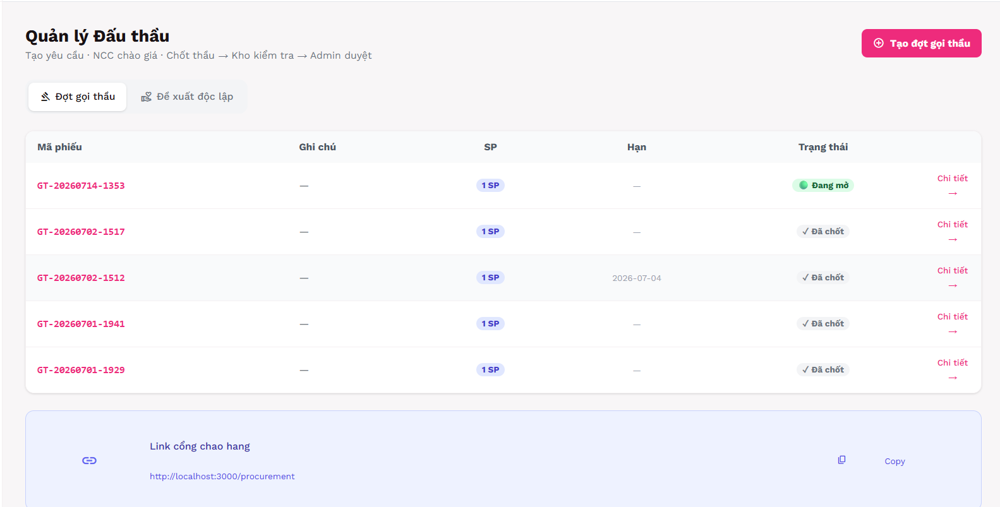 Quản lý Đấu thầu
Tạo yêu cầu · NCC chào giá · Chốt thầu → Kho kiểm tra → Admin duyệt
Tạo đợt gọi thầu
Đợt gọi thầu
Đề xuất độc lập
Mã phiếu Ghi chú SP Hạn Trạng thái
GT-20260714-1353 — 1 SP — Đang mở Chi tiết →
GT-20260702-1517 — 1 SP — ✓ Đã chốt Chi tiết →
GT-20260702-1512 — 1 SP 2026-07-04 ✓ Đã chốt Chi tiết →
GT-20260701-1941 — 1 SP — ✓ Đã chốt Chi tiết →
GT-20260701-1929 — 1 SP — ✓ Đã chốt Chi tiết →
Link cổng chao hang
http://localhost:3000/procurement
Copy